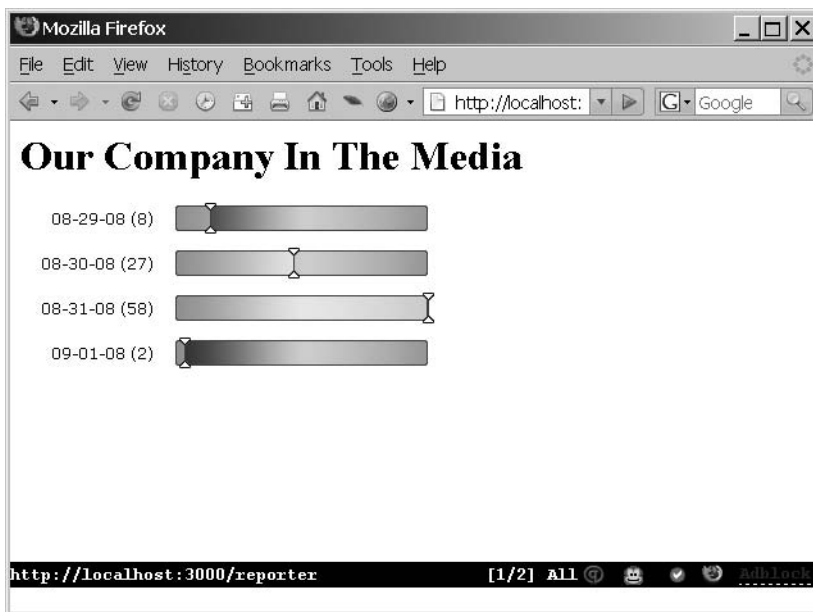 Mozilla Firefox
File Edit View History Bookmarks Tools Help
http://localhost: G Google
Our Company In The Media
08-29-08 (8)
08-30-08 (27)
08-31-08 (58)
09-01-08 (2)
http://localhost:3000/reporter [1/2] All @ Adblock